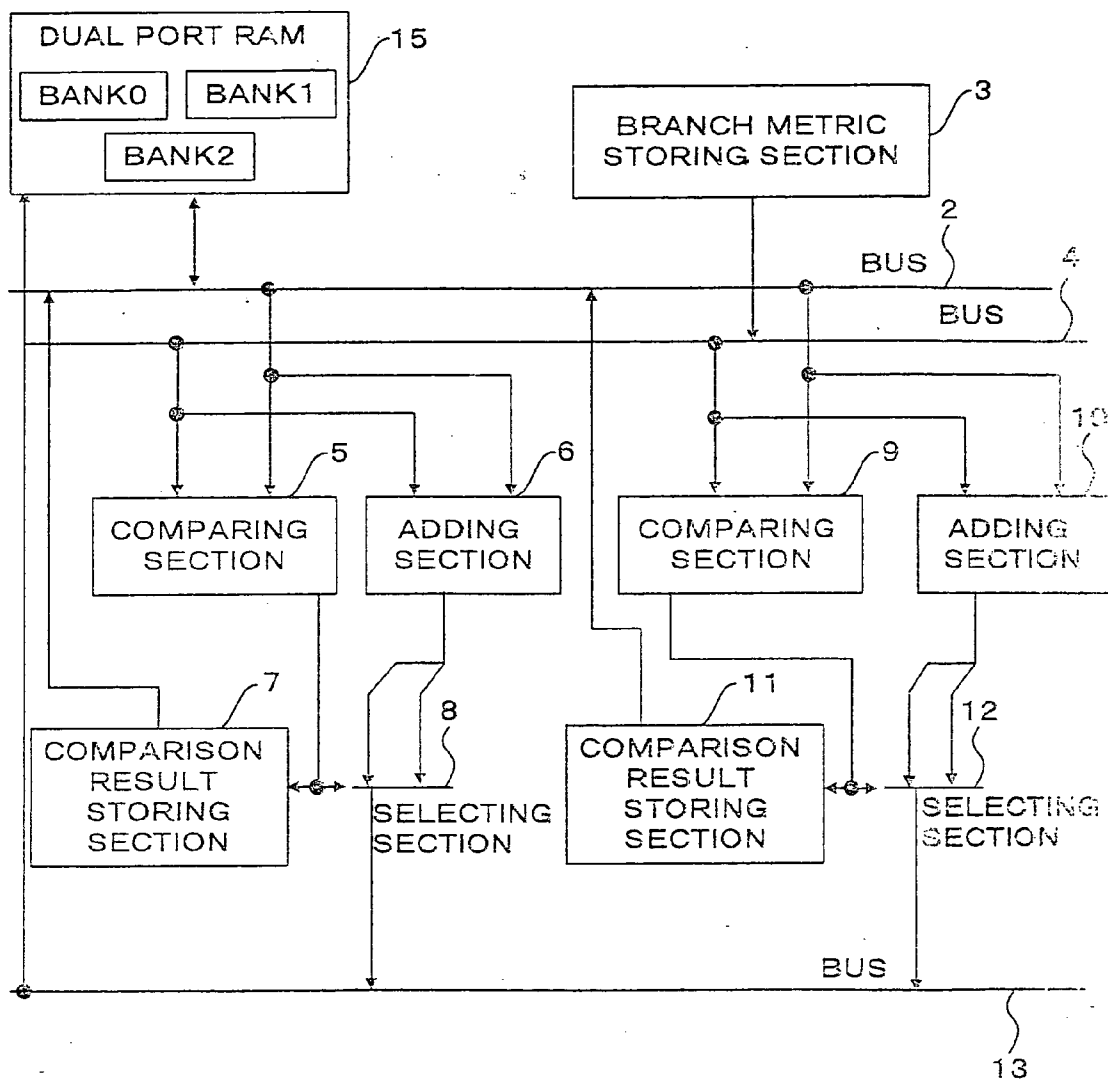 DUAL PORT RAM
15
BANK0
BANK1
BANK2
BRANCH METRIC
STORING SECTION
3
BUS
2
BUS
4
5
COMPARING
SECTION
6
ADDING
SECTION
9
COMPARING
SECTION
10
ADDING
SECTION
7
COMPARISON
RESULT
STORING
SECTION
8
SELECTING
SECTION
11
COMPARISON
RESULT
STORING
SECTION
12
SELECTING
SECTION
BUS
13